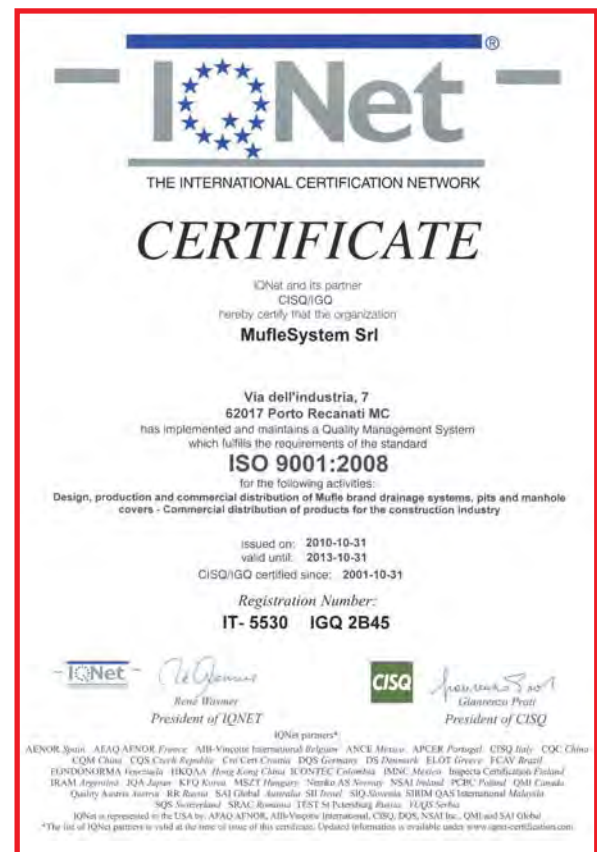 IQNet ®
THE INTERNATIONAL CERTIFICATION NETWORK
CERTIFICATE
IQNet and its partner
CISQ/IGQ
hereby certify that the organization
MufleSystem Srl
Via dell'industria, 7
62017 Porto Recanati MC
has implemented and maintains a Quality Management System
which fulfills the requirements of the standard
ISO 9001:2008
for the following activities:
Design, production and commercial distribution of Mufle brand drainage systems, pits and manhole
covers - Commercial distribution of products for the construction industry
issued on: 2010-10-31
valid until: 2013-10-31
CISQ/IGQ certified since: 2001-10-31
Registration Number:
IT- 5530 IGQ 2B45
IQNet
CISQ
René Wasmer
Gianrenzo Prati
President of IQNET
President of CISQ
IQNet partners*:
AENOR Spain AFAQ AFNOR France AIB-Vinçotte International Belgium ANCE Mexico APCER Portugal CISQ Italy CQC China
CQM China CQS Czech Republic Cro Cert Croatia DQS Germany DS Denmark ELOT Greece FCAV Brazil
FONDONORMA Venezuela HKQAA Hong Kong China ICONTEC Colombia IMNC Mexico Inspecta Certification Finland
IRAM Argentina JQA Japan KFQ Korea MSZT Hungary Nemko AS Norway NSAI Ireland PCBC Poland QMI Canada
Quality Austria Austria RR Russia SAI Global Australia SII Israel SIQ Slovenia SIRIM QAS International Malaysia
SQS Switzerland SRAC Romania TEST St Petersburg Russia YUQS Serbia
IQNet is represented in the USA by: AFAQ AFNOR, AIB-Vinçotte International, CISQ, DQS, NSAI Inc., QMI and SAI Global
*The list of IQNet partners is valid at the time of issue of this certificate. Updated information is available under www.iqnet-certification.com